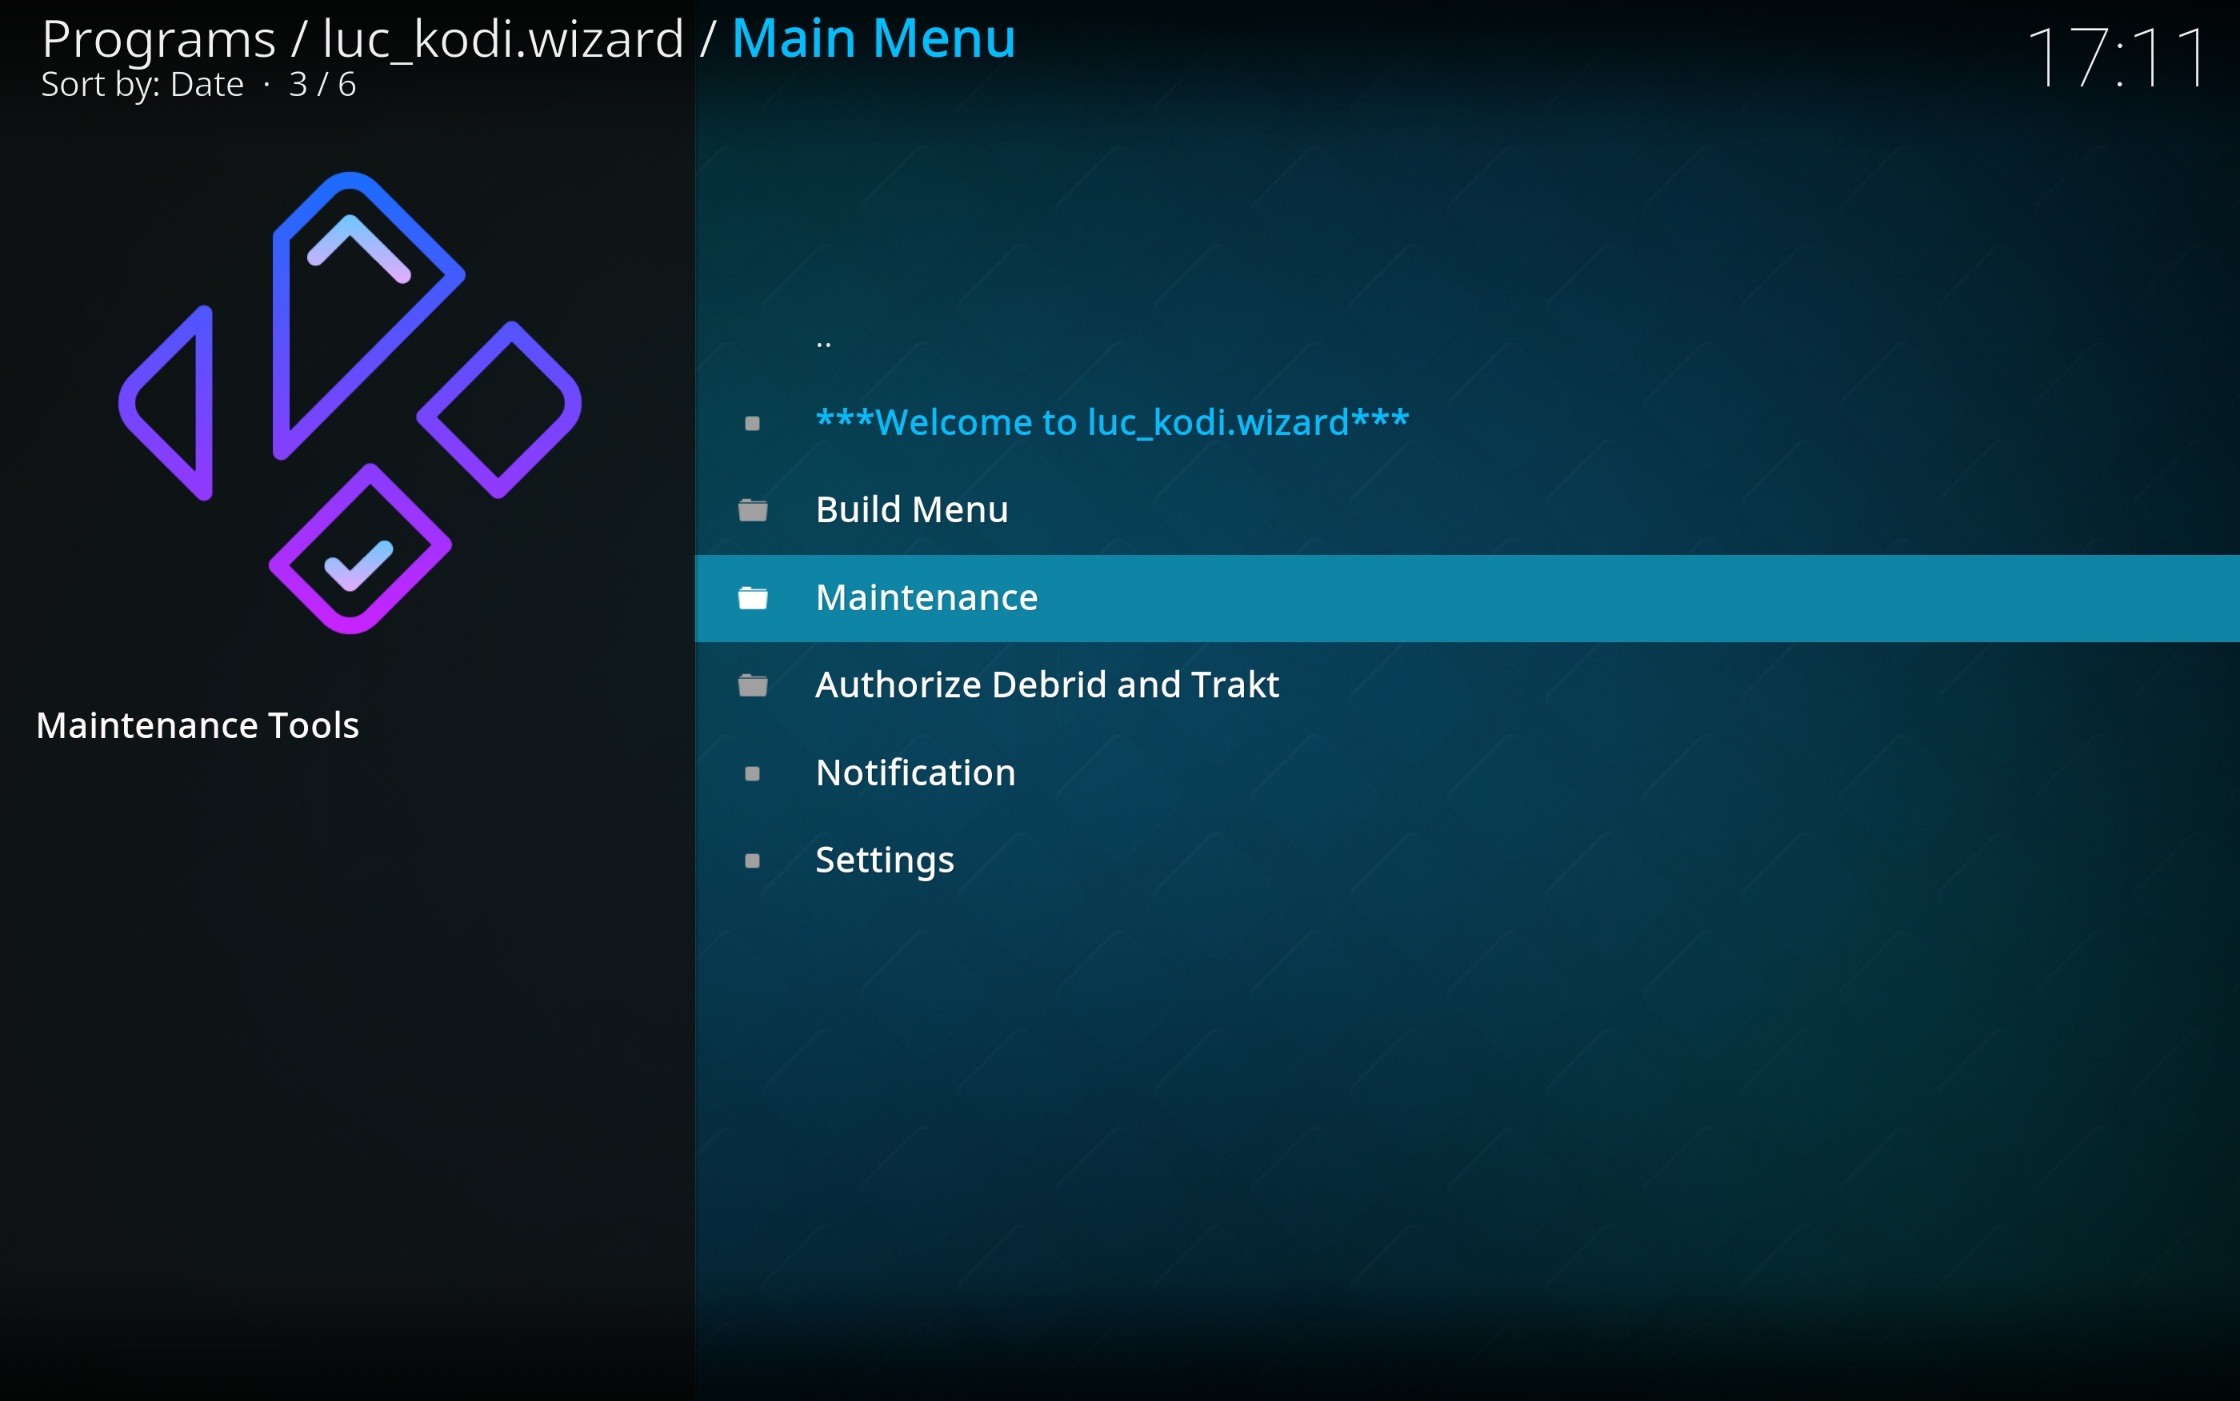 Programs / luc_kodi.wizard / Main Menu
17:11
Sort by: Date · 3 / 6
..
***Welcome to luc_kodi.wizard***
Build Menu
Maintenance
Authorize Debrid and Trakt
Maintenance Tools
Notification
Settings